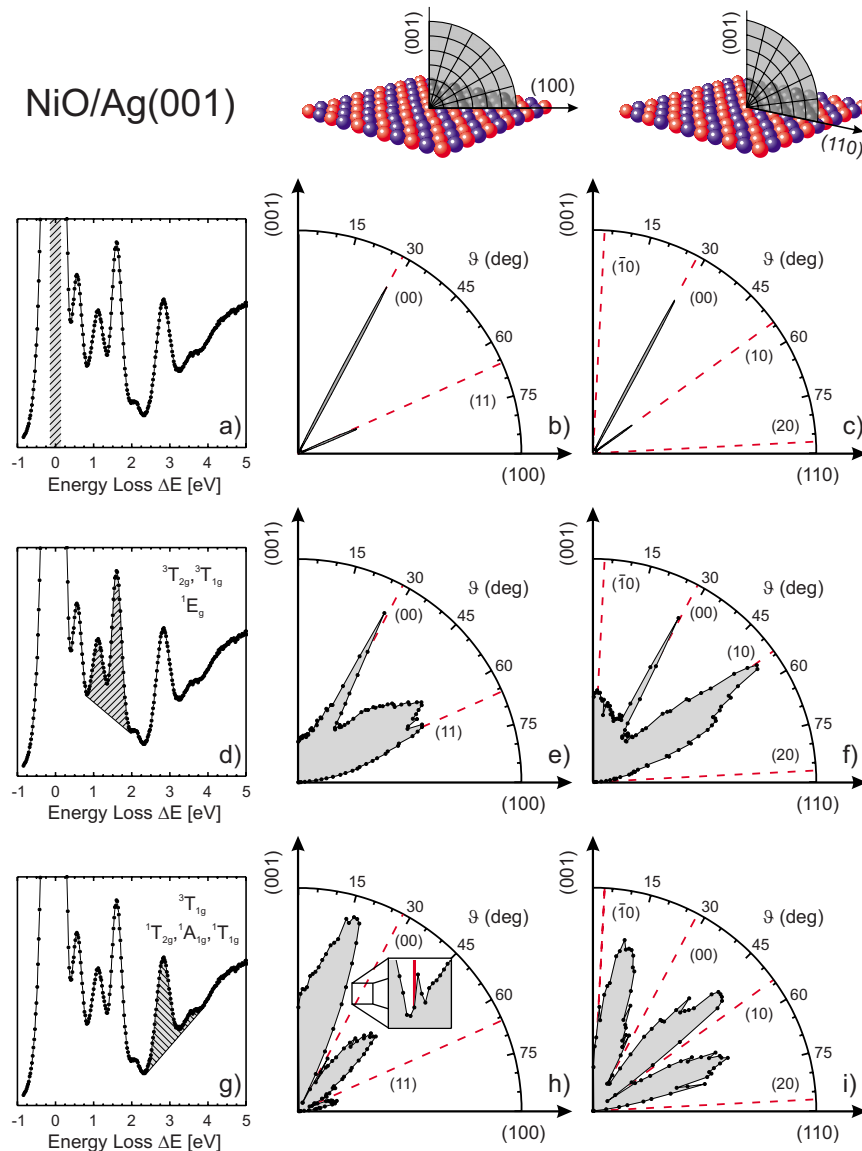 NiO/Ag(001)
(001)
(100)
(001)
(110)
-1 0 1 2 3 4 5
Energy Loss ΔE [eV]
a)
(001)
15
30
ϑ (deg)
45
60
75
(00)
(11)
b)
(100)
(001)
15
30
ϑ (deg)
45
60
75
(1̄0)
(00)
(10)
(20)
c)
(110)
³T₂g, ³T₁g
¹Eg
-1 0 1 2 3 4 5
Energy Loss ΔE [eV]
d)
(001)
15
30
ϑ (deg)
45
60
75
(00)
(11)
e)
(100)
(001)
15
30
ϑ (deg)
45
60
75
(1̄0)
(00)
(10)
(20)
f)
(110)
³T₁g
¹T₂g, ¹A₁g, ¹T₁g
-1 0 1 2 3 4 5
Energy Loss ΔE [eV]
g)
(001)
15
30
ϑ (deg)
45
60
75
(00)
(11)
h)
(100)
(001)
15
30
ϑ (deg)
45
60
75
(1̄0)
(00)
(10)
(20)
i)
(110)